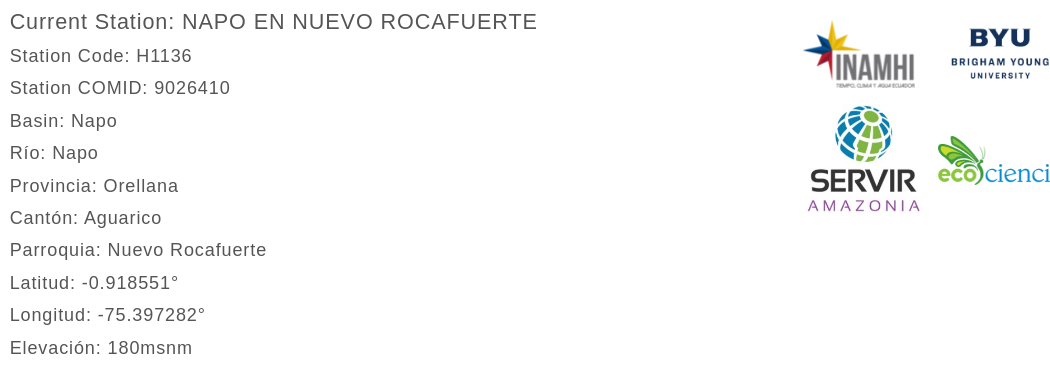 Current Station: NAPO EN NUEVO ROCAFUERTE
Station Code: H1136
Station COMID: 9026410
Basin: Napo
Río: Napo
Provincia: Orellana
Cantón: Aguarico
Parroquia: Nuevo Rocafuerte
Latitud: -0.918551°
Longitud: -75.397282°
Elevación: 180msnm
INAMHI
TIEMPO, CLIMA Y AGUA ECUADOR
BYU
BRIGHAM YOUNG
UNIVERSITY
SERVIR
AMAZONIA
eco cienci